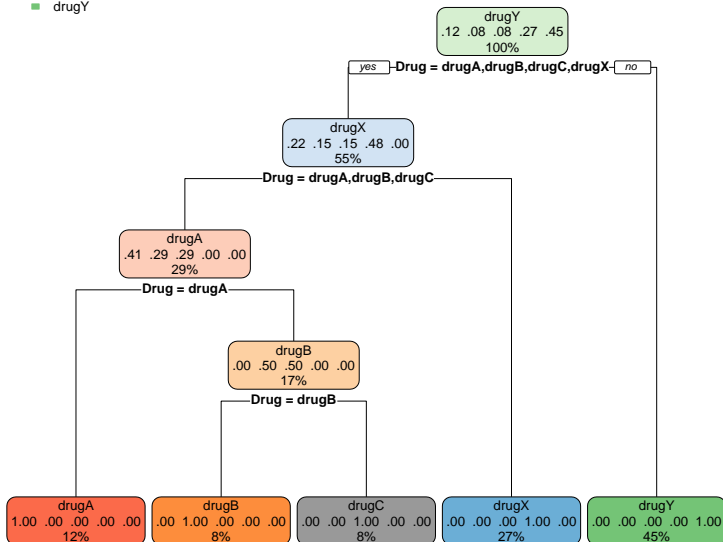 drugY
drugY
.12 .08 .08 .27 .45
100%
yes Drug = drugA,drugB,drugC,drugX no
drugX
.22 .15 .15 .48 .00
55%
Drug = drugA,drugB,drugC
drugA
.41 .29 .29 .00 .00
29%
Drug = drugA
drugB
.00 .50 .50 .00 .00
17%
Drug = drugB
drugA
1.00 .00 .00 .00 .00
12%
drugB
.00 1.00 .00 .00 .00
8%
drugC
.00 .00 1.00 .00 .00
8%
drugX
.00 .00 .00 1.00 .00
27%
drugY
.00 .00 .00 .00 1.00
45%